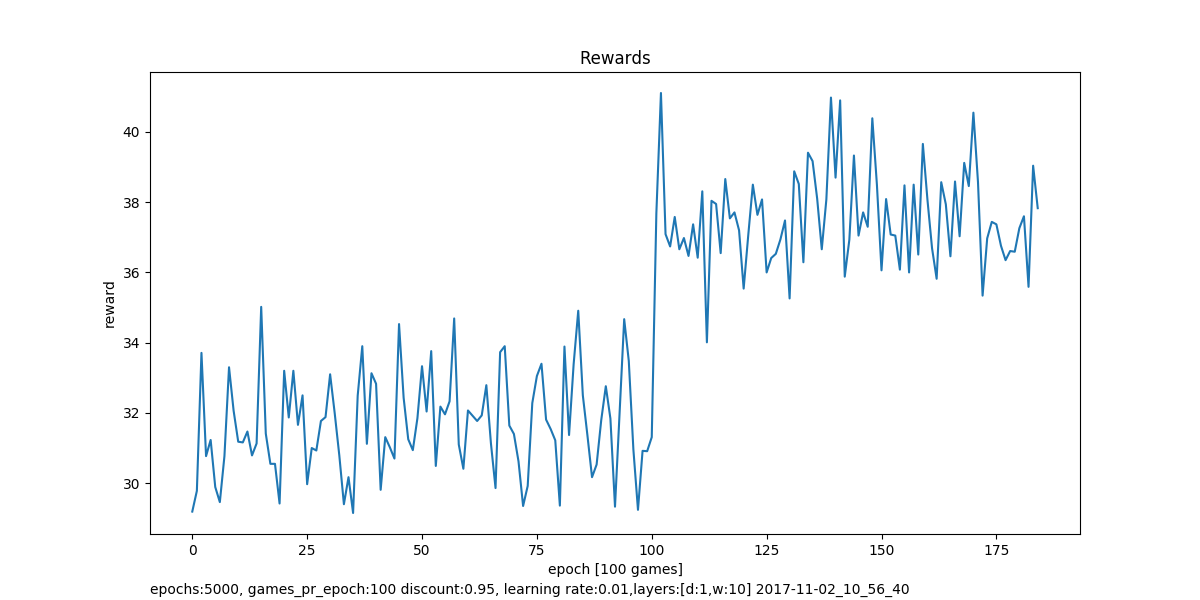 Rewards
40
38
36
34
32
30
reward
0 25 50 75 100 125 150 175
epoch [100 games]
epochs:5000, games_pr_epoch:100 discount:0.95, learning rate:0.01,layers:[d:1,w:10] 2017-11-02_10_56_40